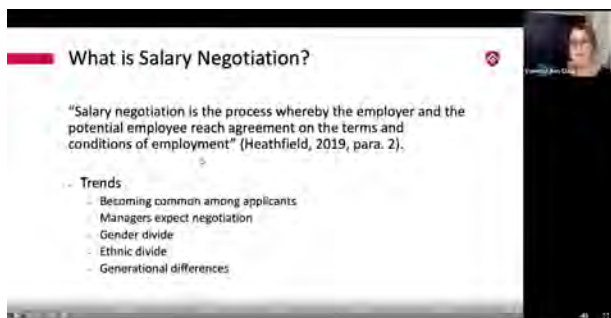 What is Salary Negotiation?
"Salary negotiation is the process whereby the employer and the
potential employee reach agreement on the terms and
conditions of employment" (Heathfield, 2019, para. 2).
- Trends
- Becoming common among applicants
- Managers expect negotiation
- Gender divide
- Ethnic divide
- Generational differences